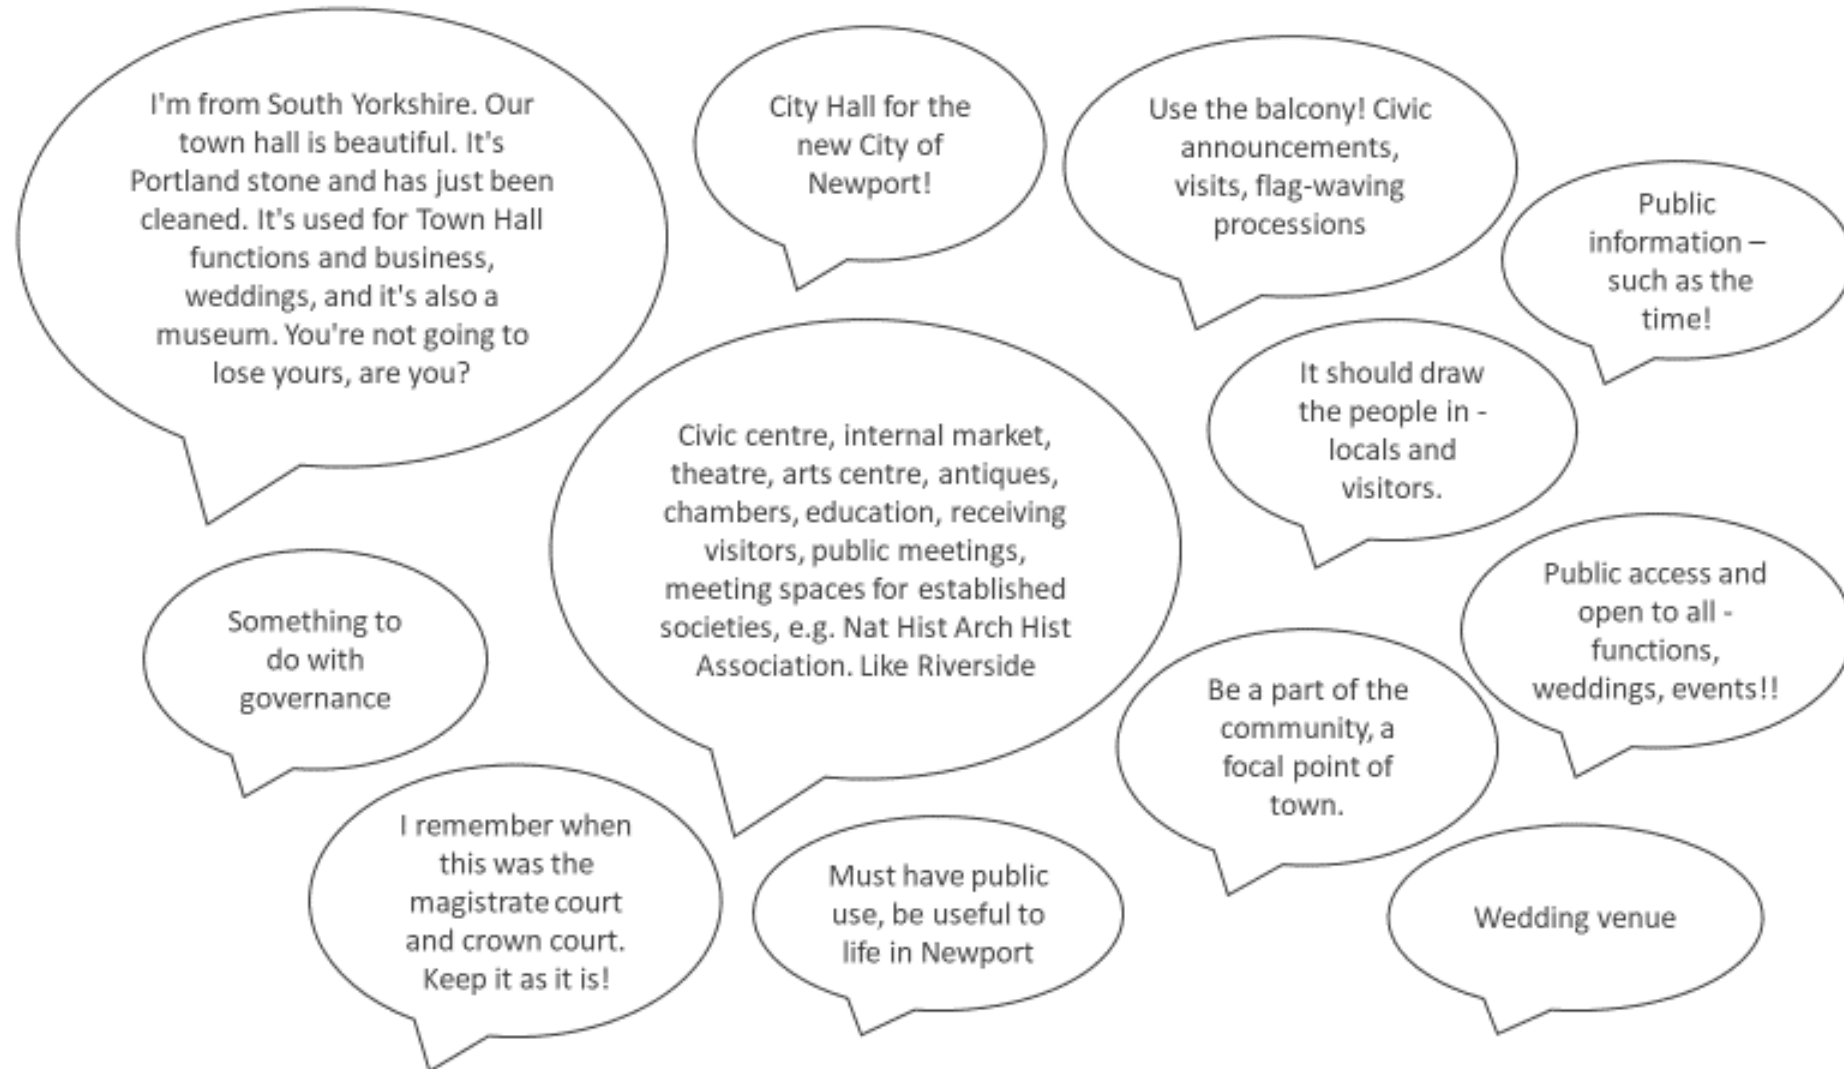 I'm from South Yorkshire. Our
town hall is beautiful. It's
Portland stone and has just been
cleaned. It's used for Town Hall
functions and business,
weddings, and it's also a
museum. You're not going to
lose yours, are you?
City Hall for the
new City of
Newport!
Use the balcony! Civic
announcements,
visits, flag-waving
processions
Public
information –
such as the
time!
It should draw
the people in -
locals and
visitors.
Civic centre, internal market,
theatre, arts centre, antiques,
chambers, education, receiving
visitors, public meetings,
meeting spaces for established
societies, e.g. Nat Hist Arch Hist
Association. Like Riverside
Something to
do with
governance
Public access and
open to all -
functions,
weddings, events!!
Be a part of the
community, a
focal point of
town.
I remember when
this was the
magistrate court
and crown court.
Keep it as it is!
Must have public
use, be useful to
life in Newport
Wedding venue